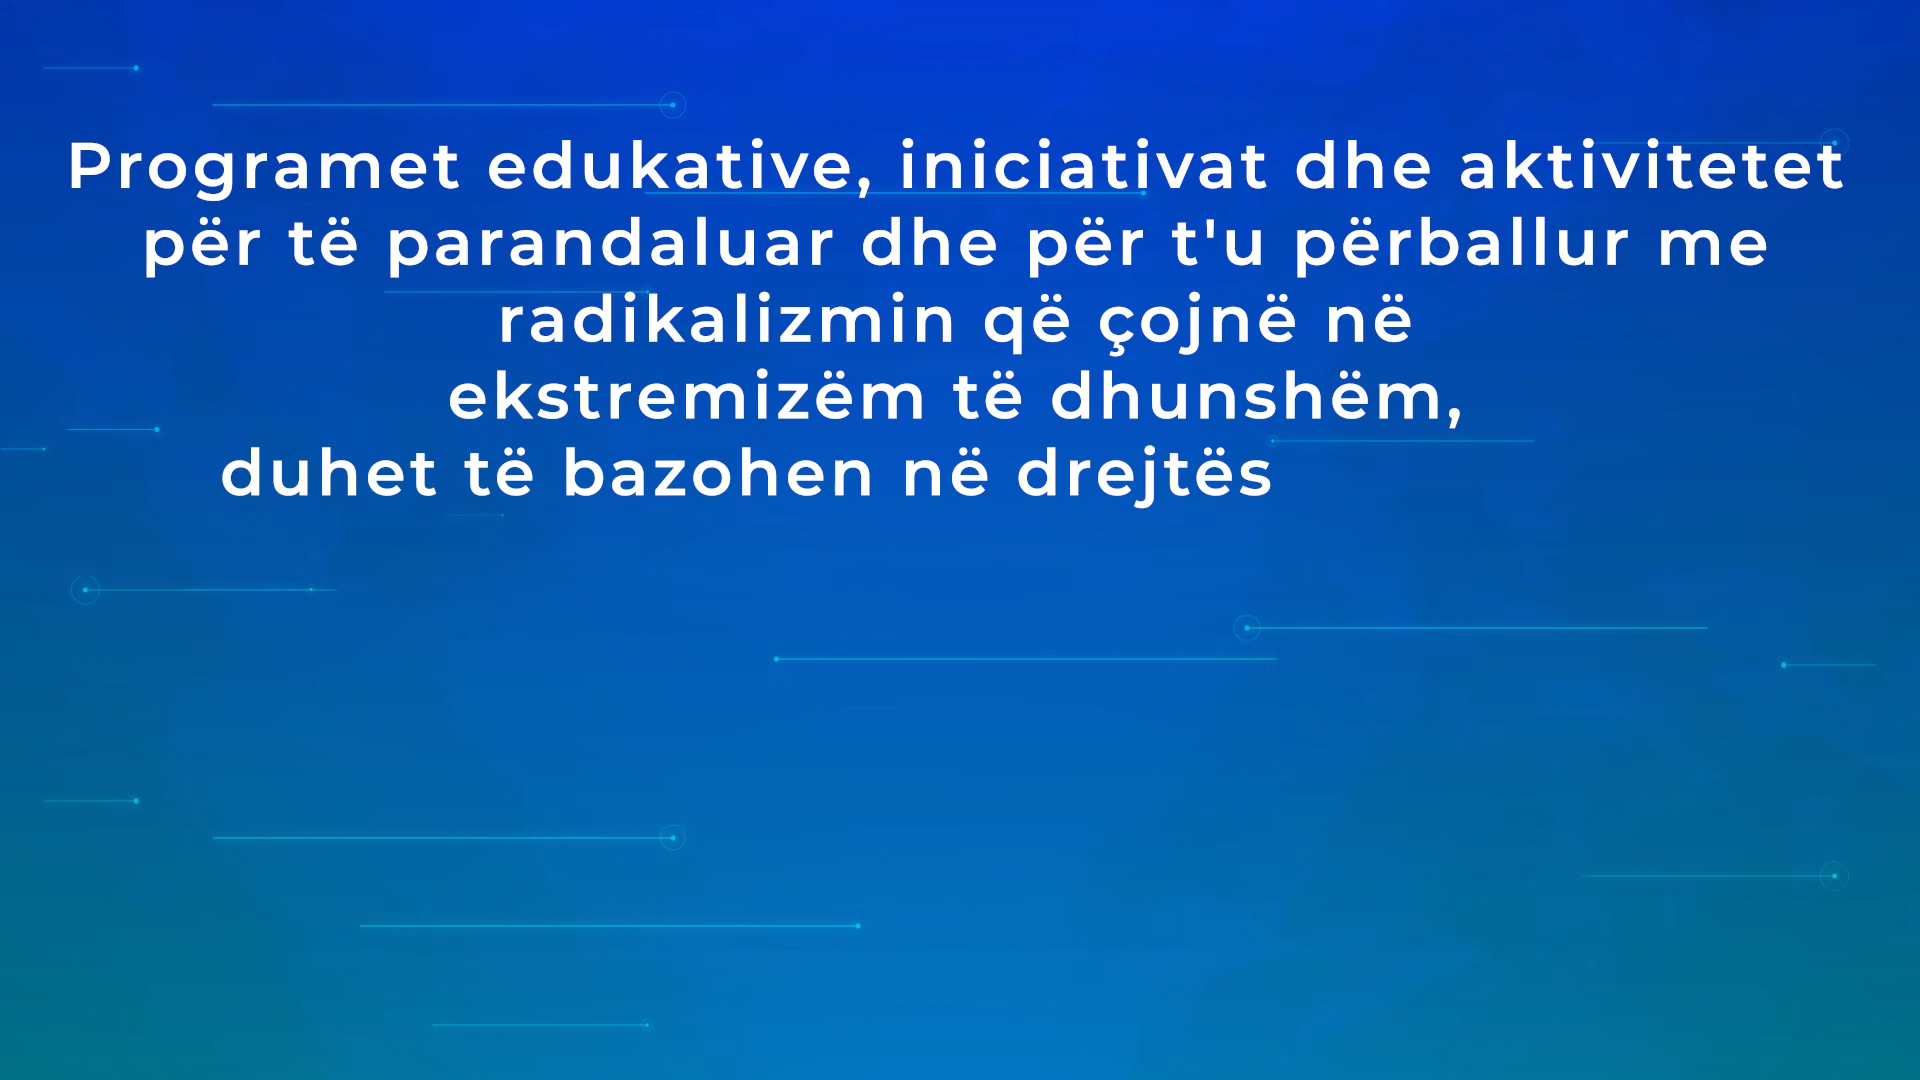 Programet edukative, iniciativat dhe aktivitetet
për të parandaluar dhe për t'u përballur me
radikalizmin që çojnë në
ekstremizëm të dhunshëm,
duhet të bazohen në drejtës